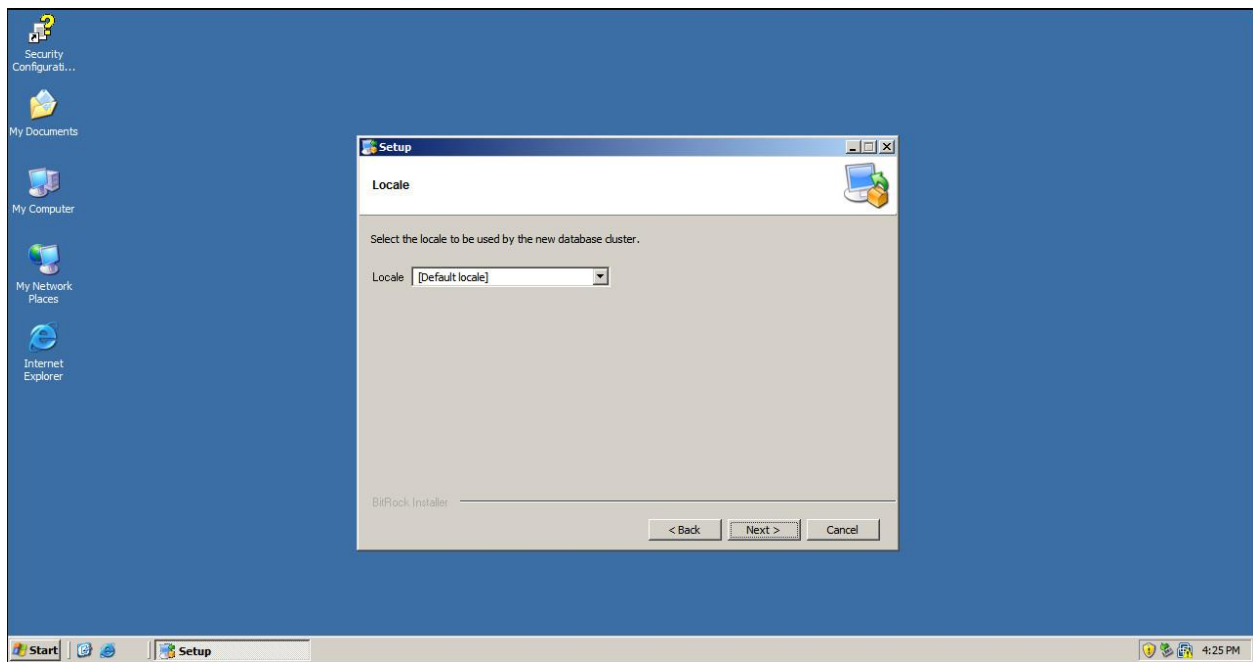 Security
Configurati...
My Documents
My Computer
My Network
Places
Internet
Explorer
Setup
Locale
Select the locale to be used by the new database cluster.
Locale [Default locale]
BitRock Installer
< Back Next > Cancel
Start Setup 4:25 PM